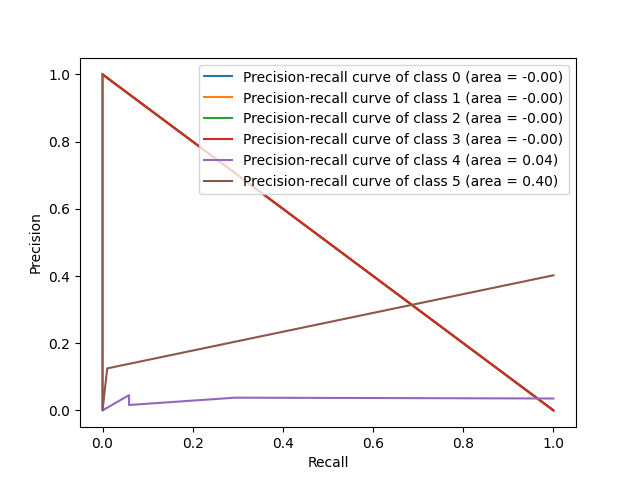 Precision-recall curve of class 0 (area = -0.00)
Precision-recall curve of class 1 (area = -0.00)
Precision-recall curve of class 2 (area = -0.00)
Precision-recall curve of class 3 (area = -0.00)
Precision-recall curve of class 4 (area = 0.04)
Precision-recall curve of class 5 (area = 0.40)
Precision
1.0
0.8
0.6
0.4
0.2
0.0
0.0 0.2 0.4 0.6 0.8 1.0
Recall